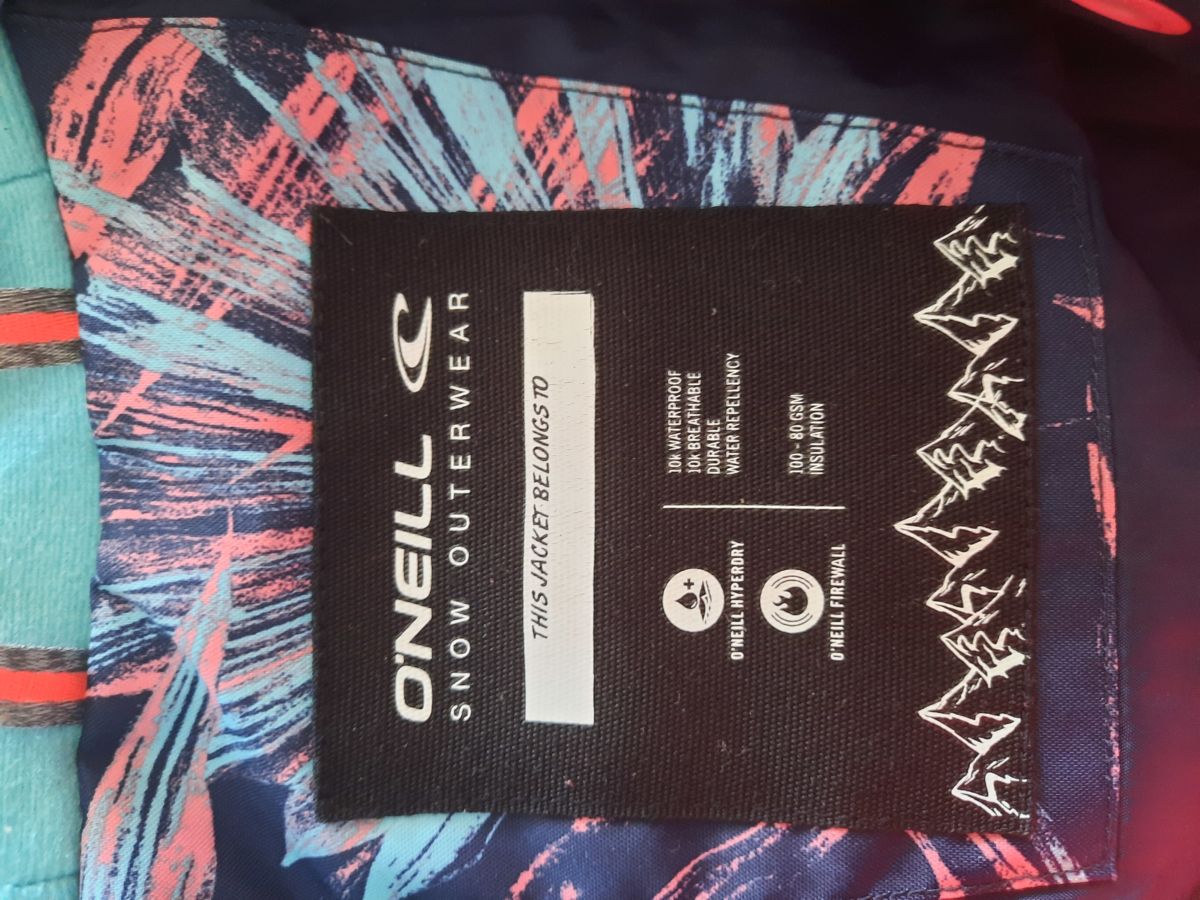 O'NEILL
SNOW OUTERWEAR
THIS JACKET BELONGS TO
O'NEILL HYPERDRY
10k WATERPROOF
10k BREATHABLE
DURABLE
WATER REPELLENCY
O'NEILL FIREWALL
100 - 80 GSM
INSULATION